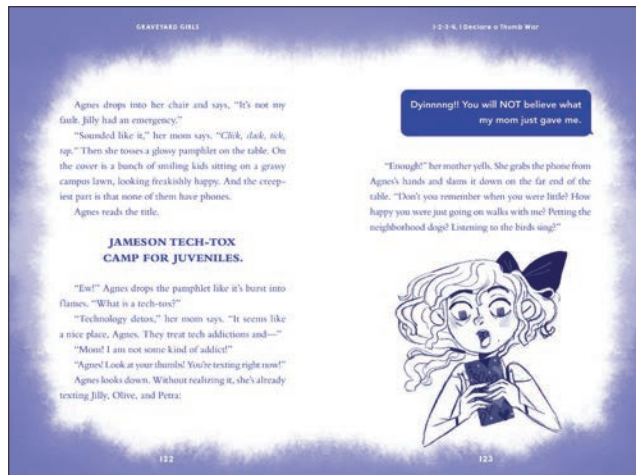 GRAVEYARD GIRLS
Agnes drops into her chair and says, "It's not my
fault. Jilly had an emergency."
"Sounded like it," her mom says. "Click, clack, tick,
tap." Then she tosses a glossy pamphlet on the table. On
the cover is a bunch of smiling kids sitting on a grassy
campus lawn, looking freakishly happy. And the creep-
iest part is that none of them have phones.
Agnes reads the title.
JAMESON TECH-TOX
CAMP FOR JUVENILES.
"Ew!" Agnes drops the pamphlet like it's burst into
flames. "What is a tech-tox?"
"Technology detox," her mom says. "It seems like
a nice place, Agnes. They treat tech addictions and—"
"Mom! I am not some kind of addict!"
"Agnes! Look at your thumbs! You're texting right now!"
Agnes looks down. Without realizing it, she's already
texting Jilly, Olive, and Petra:
122
1-2-3-4, I Declare a Thumb War
Dyinnnng!! You will NOT believe what
my mom just gave me.
"Enough!" her mother yells. She grabs the phone from
Agnes's hands and slams it down on the far end of the
table. "Don't you remember when you were little? How
happy you were just going on walks with me? Petting the
neighborhood dogs? Listening to the birds sing?"
123